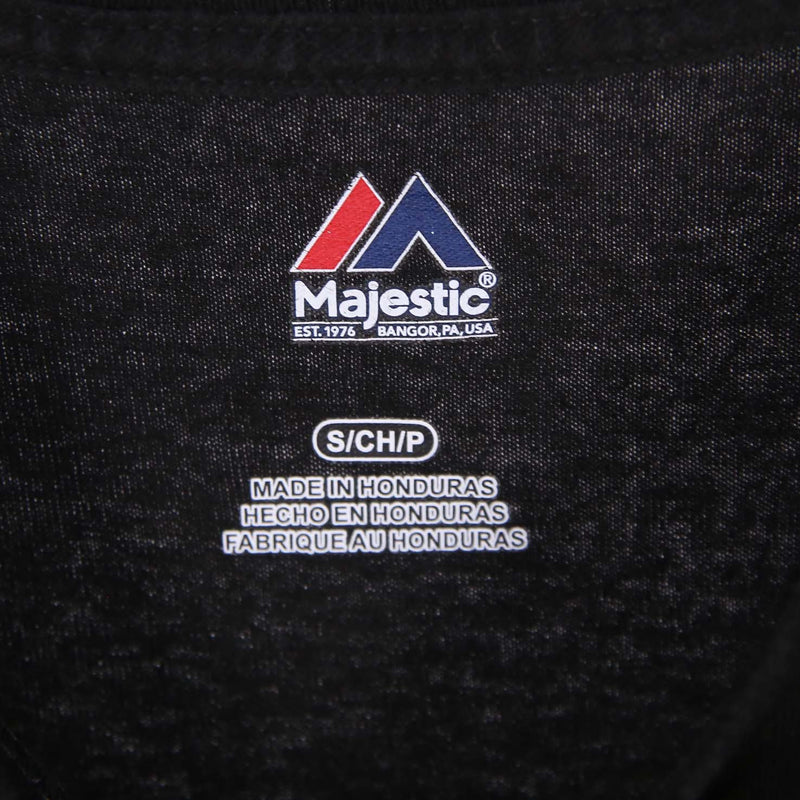 Majestic®
EST. 1976 BANGOR, PA, USA
S/CH/P
MADE IN HONDURAS
HECHO EN HONDURAS
FABRIQUE AU HONDURAS